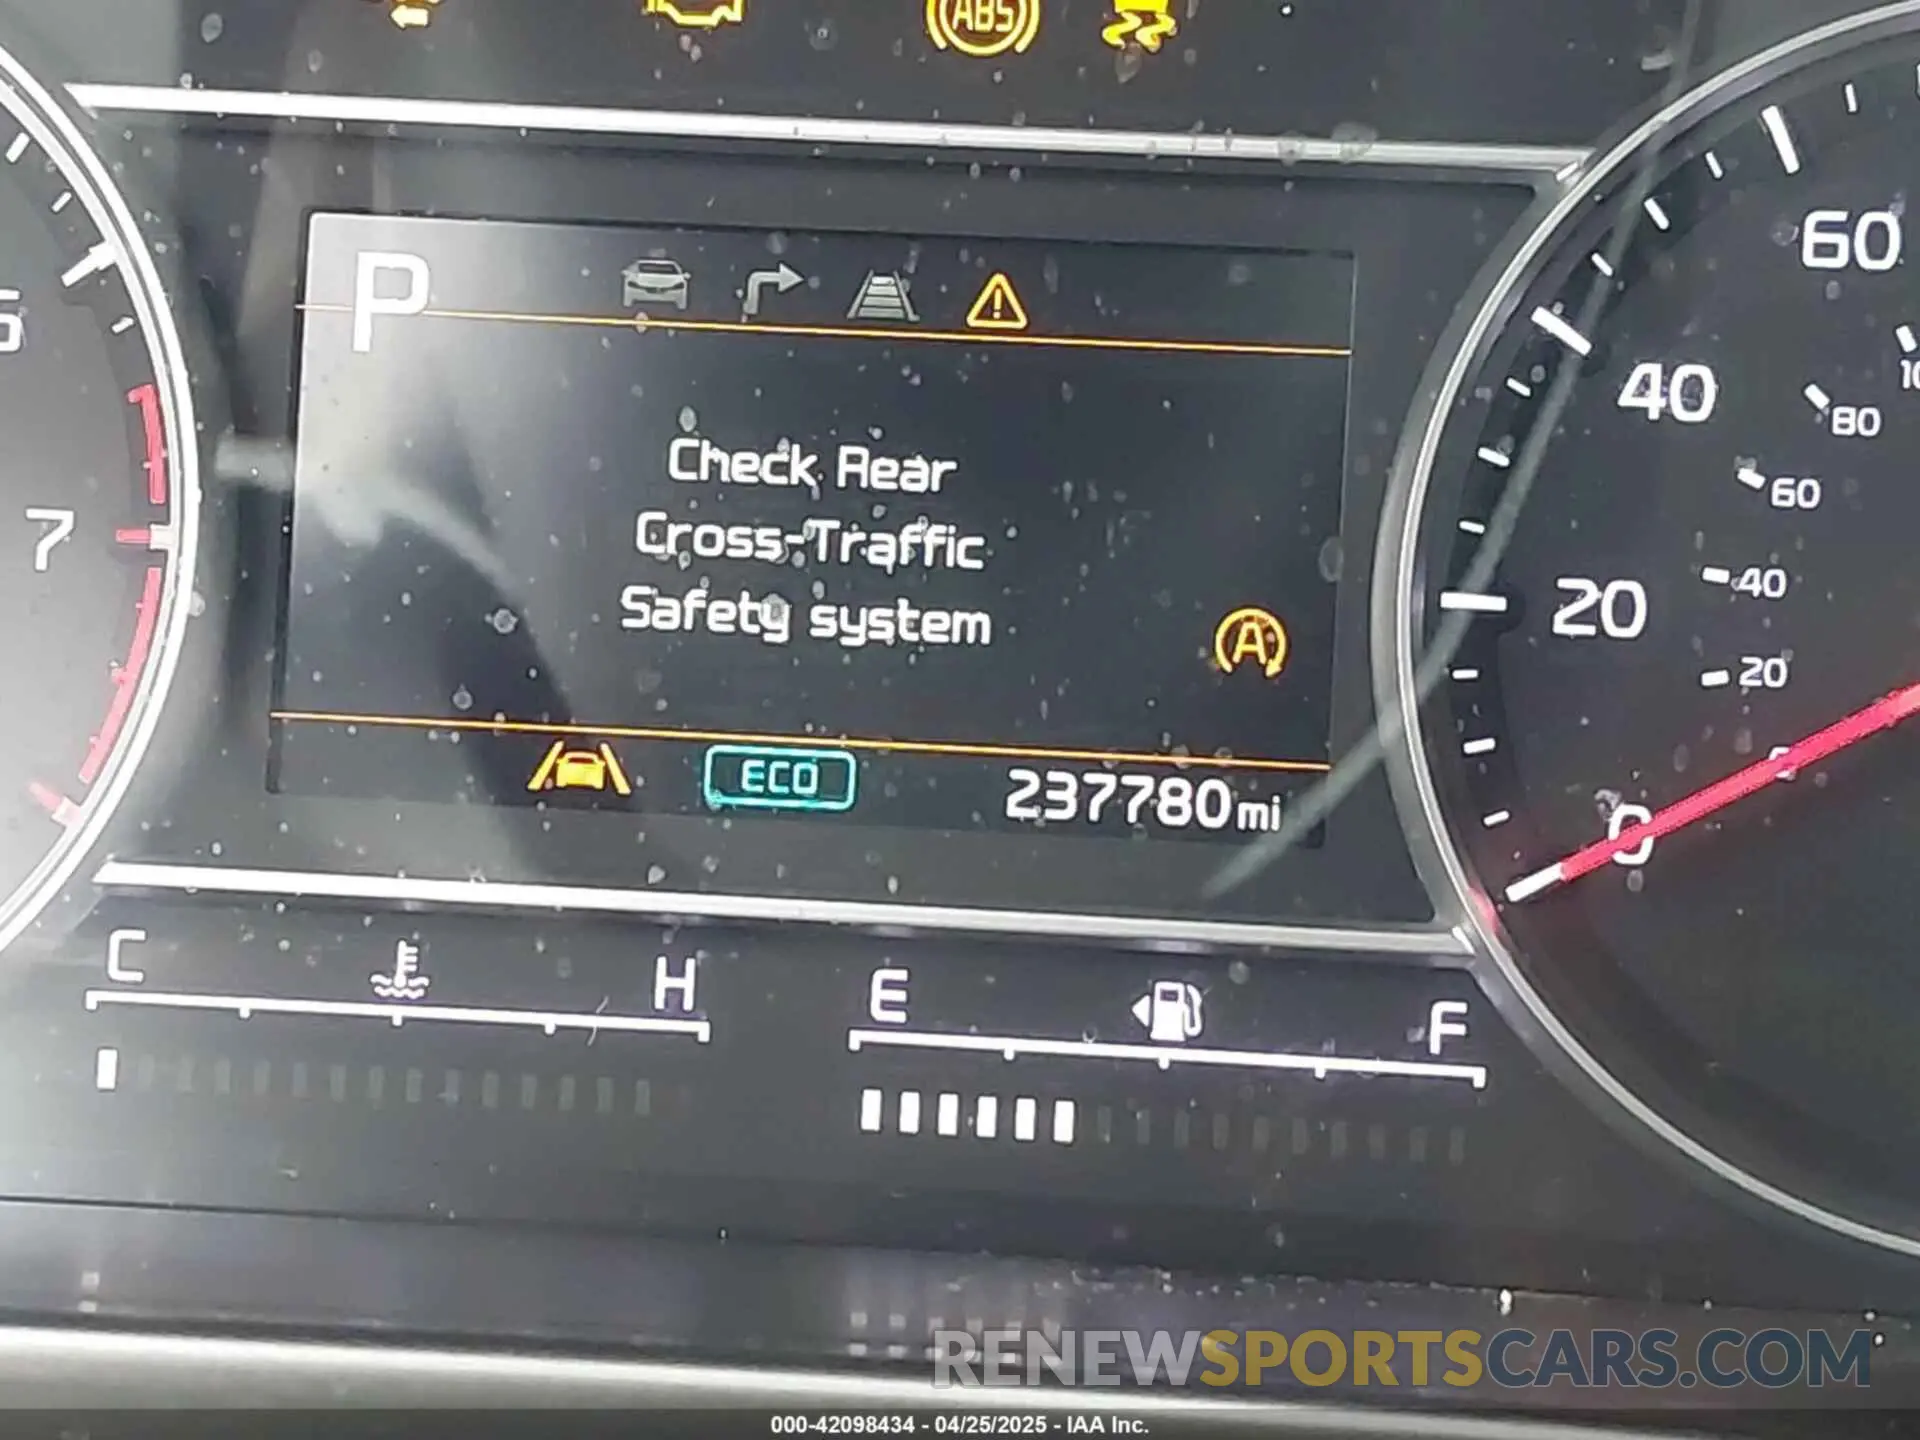 ABS
P
60
40
20
0
10
80
60
40
20
7
Check Rear
Cross-Traffic
Safety system
A
ECO
237780mi
C H
E F
RENEWSPORTSCARS.COM
000-42098434 - 04/25/2025 - IAA Inc.